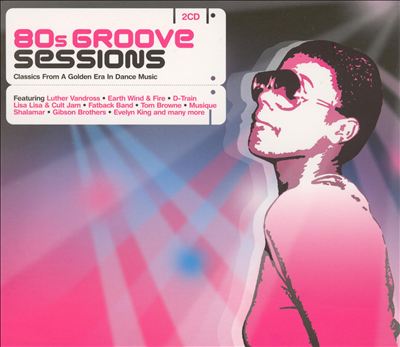 2CD
80s GROOVE
SESSIONS
Classics From A Golden Era In Dance Music
Featuring Luther Vandross • Earth Wind & Fire • D-Train
Lisa Lisa & Cult Jam • Fatback Band • Tom Browne • Musique
Shalamar • Gibson Brothers • Evelyn King and many more